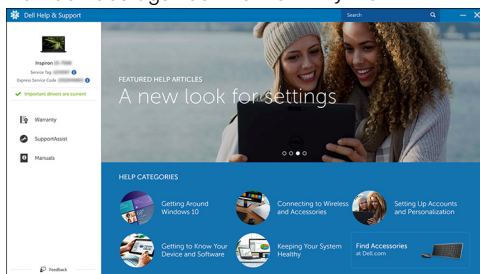 Dell Help & Support
Search
Inspiron
Service Tag
Express Service Code
Important drivers are current
Warranty
SupportAssist
Manuals
Feedback
FEATURED HELP ARTICLES
A new look for settings
HELP CATEGORIES
Getting Around
Windows 10
Connecting to Wireless
and Accessories
Setting Up Accounts
and Personalization
Getting to Know Your
Device and Software
Keeping Your System
Healthy
Find Accessories
at Dell.com